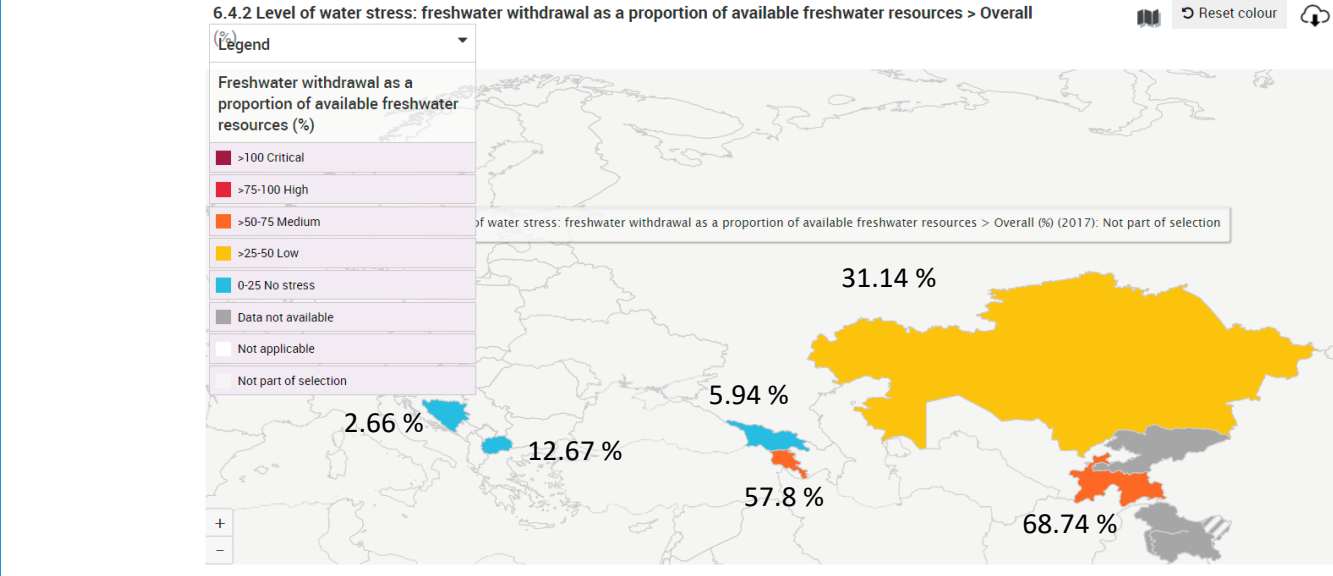 6.4.2 Level of water stress: freshwater withdrawal as a proportion of available freshwater resources > Overall
(%)
Reset colour
Legend
Freshwater withdrawal as a
proportion of available freshwater
resources (%)
>100 Critical
>75-100 High
>50-75 Medium
of water stress: freshwater withdrawal as a proportion of available freshwater resources > Overall (%) (2017): Not part of selection
>25-50 Low
0-25 No stress
Data not available
Not applicable
Not part of selection
31.14 %
5.94 %
2.66 %
12.67 %
57.8 %
68.74 %
+
−